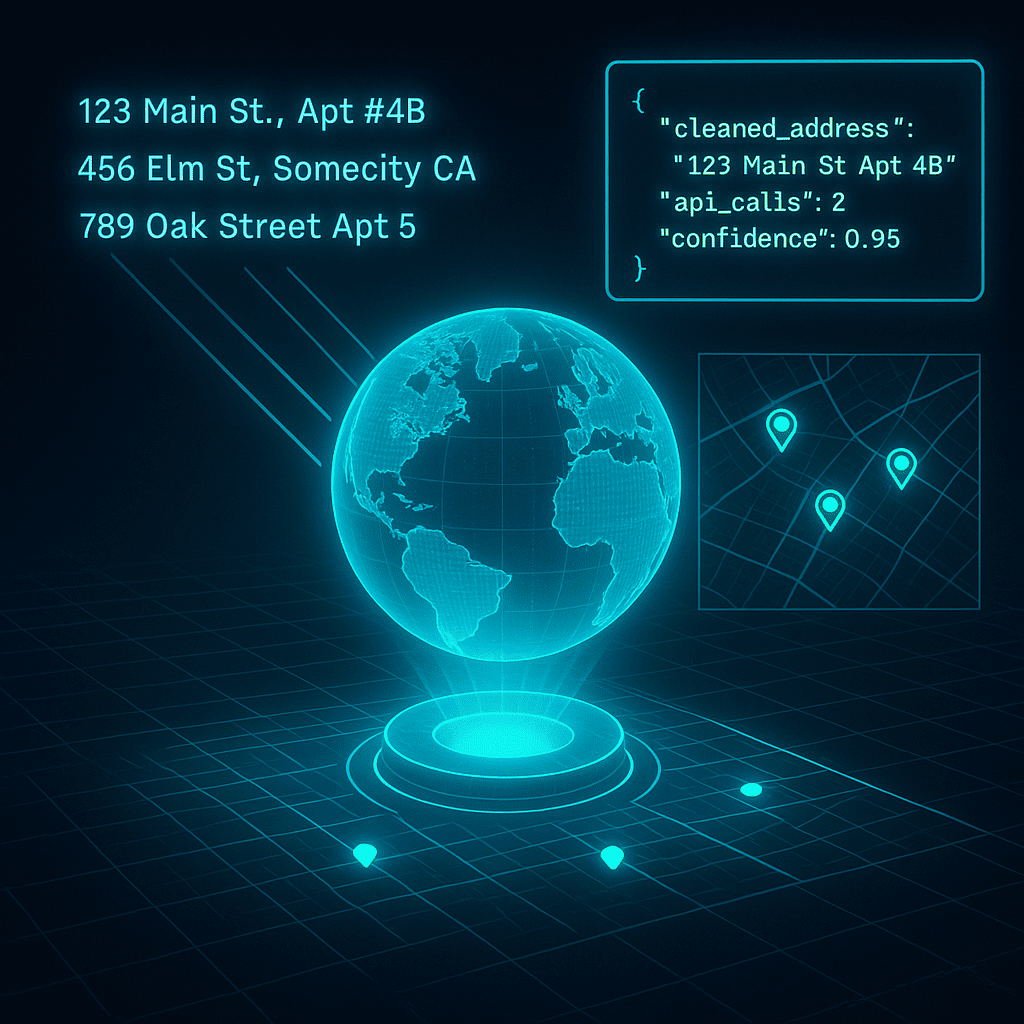 123 Main St., Apt #4B
456 Elm St, Somecity CA
789 Oak Street Apt 5
{
"cleaned_address":
"123 Main St Apt 4B"
"api_calls": 2
"confidence": 0.95
}